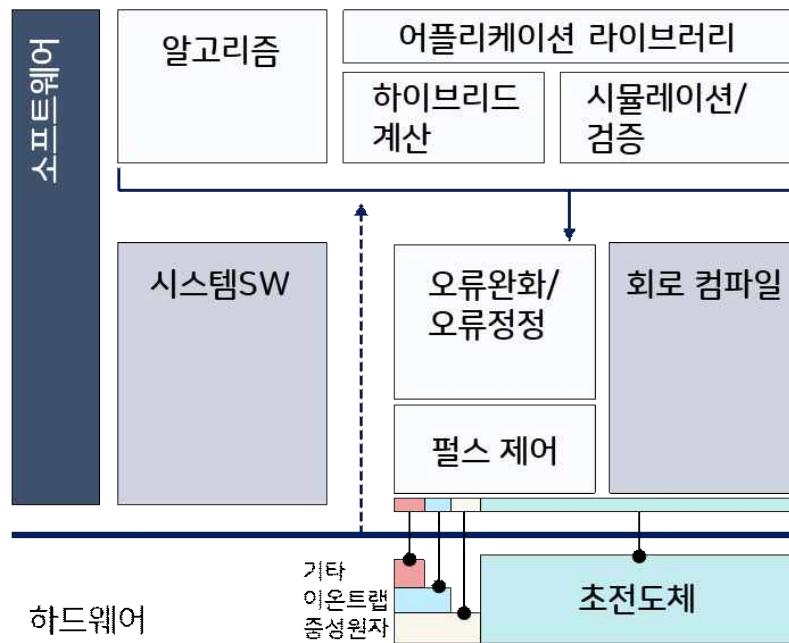 소프트웨어
알고리즘
어플리케이션 라이브러리
하이브리드
계산
시뮬레이션/
검증
시스템SW
오류완화/
오류정정
회로 컴파일
펄스 제어
기타
이온트랩
중성원자
초전도체
하드웨어